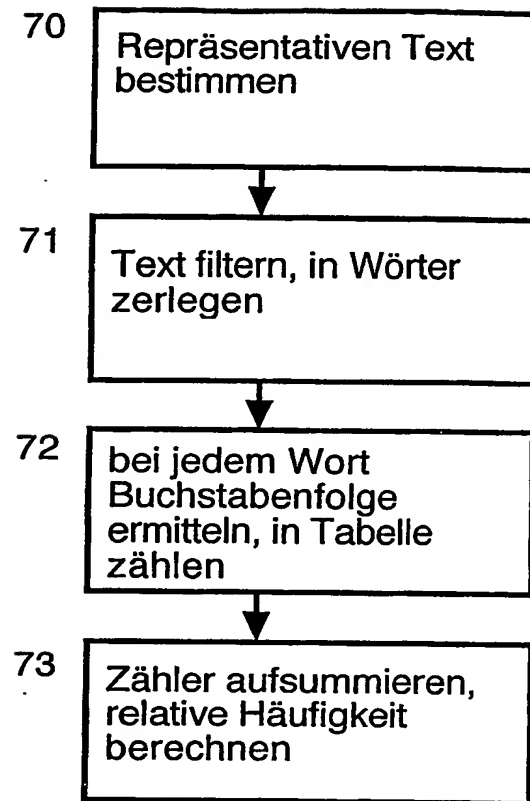 70
Repräsentativen Text
bestimmen
71
Text filtern, in Wörter
zerlegen
72
bei jedem Wort
Buchstabenfolge
ermitteln, in Tabelle
zählen
73
Zähler aufsummieren,
relative Häufigkeit
berechnen